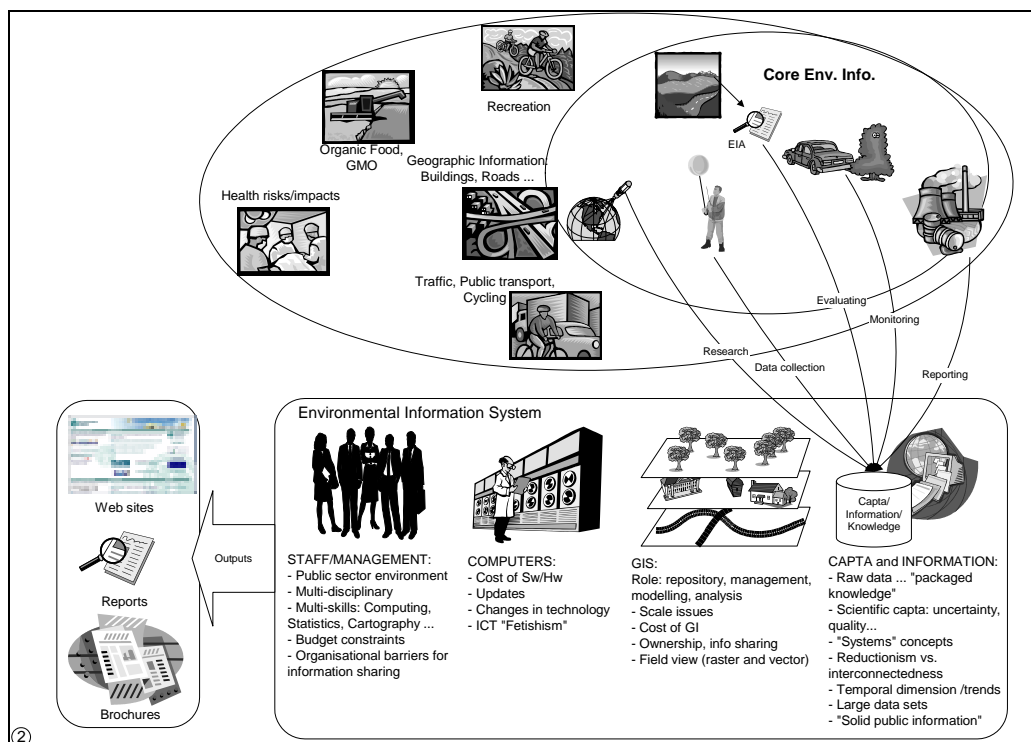 Core Env. Info.
Recreation
EIA
Organic Food,
GMO
Geographic Information:
Buildings, Roads ...
Health risks/impacts
Traffic, Public transport,
Cycling
Evaluating
Monitoring
Research
Data collection
Reporting
Environmental Information System
Web sites
Reports
Brochures
Outputs
Capta/
Information/
Knowledge
STAFF/MANAGEMENT:
- Public sector environment
- Multi-disciplinary
- Multi-skills: Computing,
Statistics, Cartography ...
- Budget constraints
- Organisational barriers for
information sharing
COMPUTERS:
- Cost of Sw/Hw
- Updates
- Changes in technology
- ICT "Fetishism"
GIS:
Role: repository, management,
modelling, analysis
- Scale issues
- Cost of GI
- Ownership, info sharing
- Field view (raster and vector)
CAPTA and INFORMATION:
- Raw data ... "packaged
knowledge"
- Scientific capta: uncertainty,
quality...
- "Systems" concepts
- Reductionism vs.
interconnectedness
- Temporal dimension /trends
- Large data sets
- "Solid public information"
2